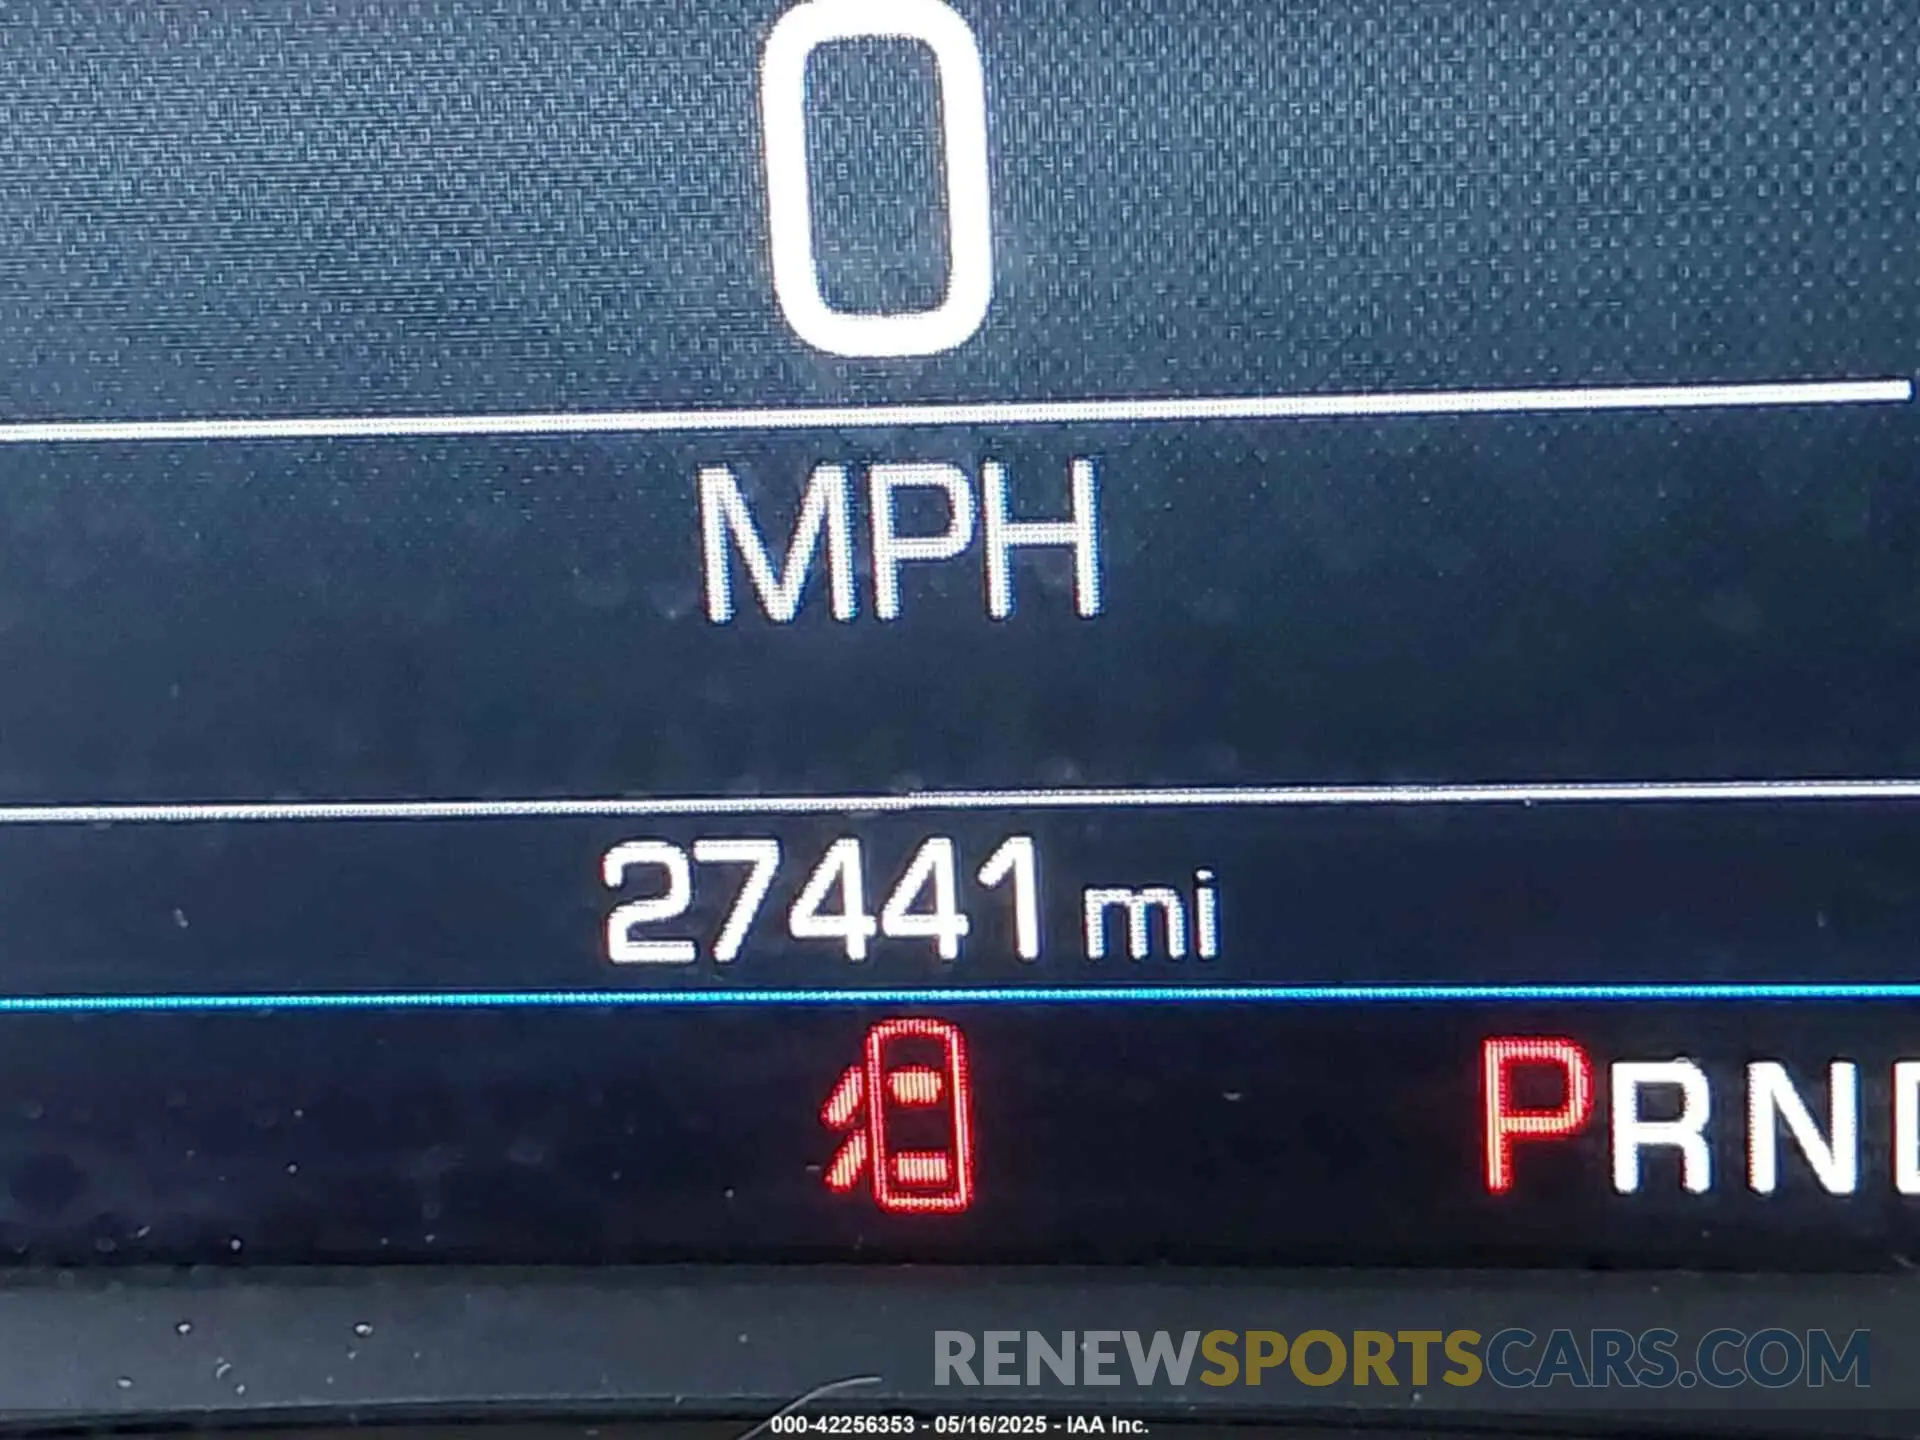 0
MPH
27441 mi
PRND
RENEWSPORTSCARS.COM
000-42256353 - 05/16/2025 - IAA Inc.